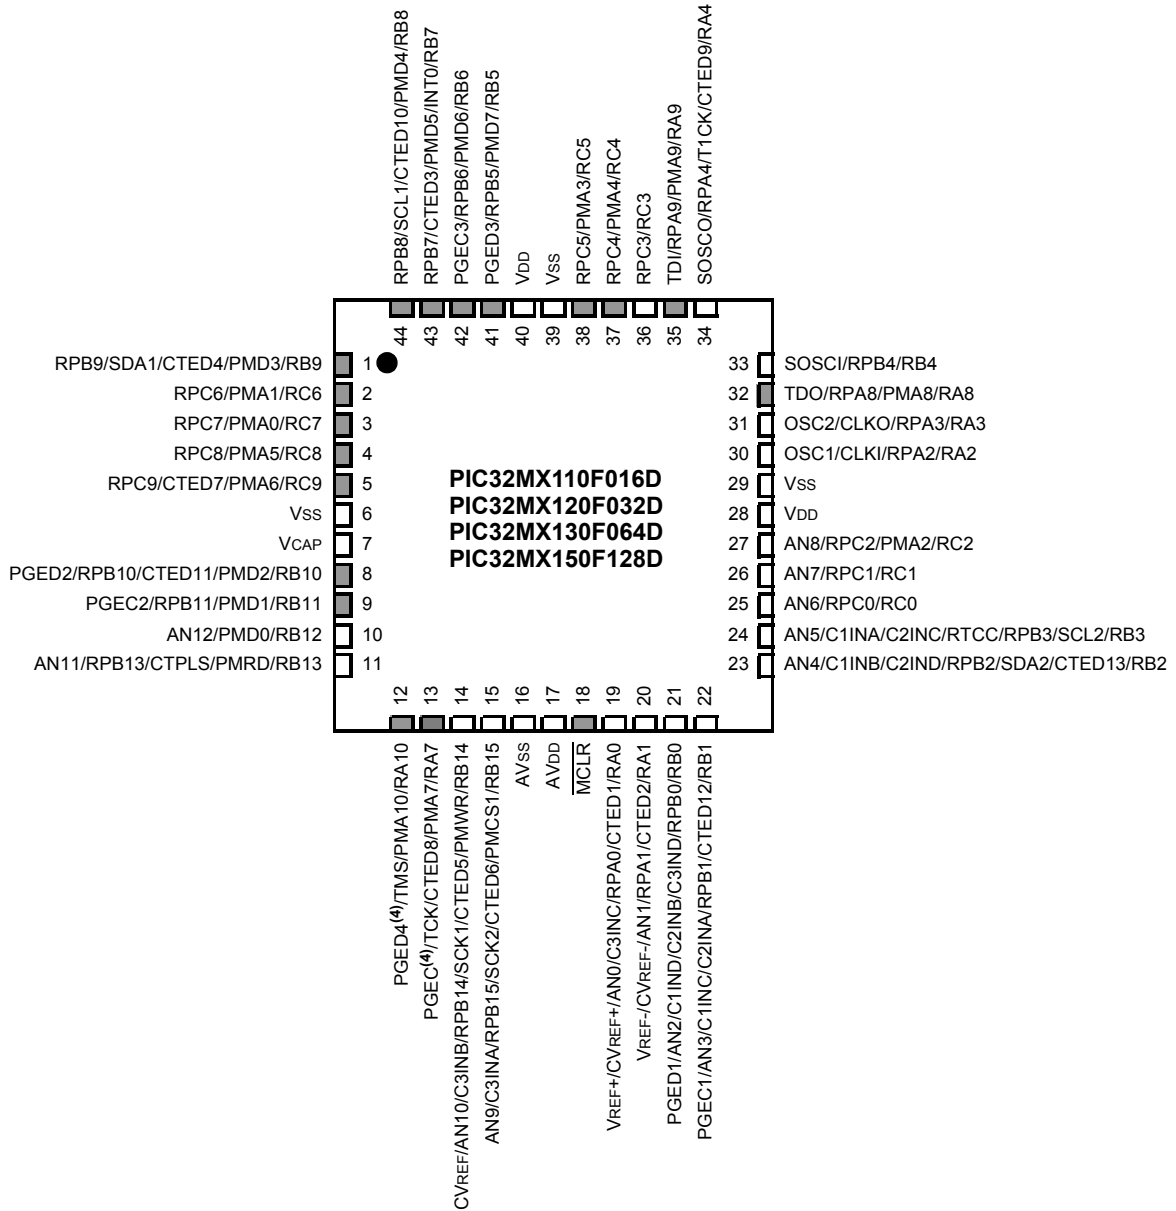 RPB8/SCL1/CTED10/PMD4/RB8
RPB7/CTED3/PMD5/INT0/RB7
PGEC3/RPB6/PMD6/RB6
PGED3/RPB5/PMD7/RB5
VDD
VSS
RPC5/PMA3/RC5
RPC4/PMA4/RC4
RPC3/RC3
TDI/RPA9/PMA9/RA9
SOSCO/RPA4/T1CK/CTED9/RA4
44
43
42
41
40
39
38
37
36
35
34
RPB9/SDA1/CTED4/PMD3/RB9 1
RPC6/PMA1/RC6 2
RPC7/PMA0/RC7 3
RPC8/PMA5/RC8 4
RPC9/CTED7/PMA6/RC9 5
VSS 6
VCAP 7
PGED2/RPB10/CTED11/PMD2/RB10 8
PGEC2/RPB11/PMD1/RB11 9
AN12/PMD0/RB12 10
AN11/RPB13/CTPLS/PMRD/RB13 11
PIC32MX110F016D
PIC32MX120F032D
PIC32MX130F064D
PIC32MX150F128D
33 SOSCI/RPB4/RB4
32 TDO/RPA8/PMA8/RA8
31 OSC2/CLKO/RPA3/RA3
30 OSC1/CLKI/RPA2/RA2
29 VSS
28 VDD
27 AN8/RPC2/PMA2/RC2
26 AN7/RPC1/RC1
25 AN6/RPC0/RC0
24 AN5/C1INA/C2INC/RTCC/RPB3/SCL2/RB3
23 AN4/C1INB/C2IND/RPB2/SDA2/CTED13/RB2
12
13
14
15
16
17
18
19
20
21
22
PGED4(4)/TMS/PMA10/RA10
PGEC(4)/TCK/CTED8/PMA7/RA7
CVREF/AN10/C3INB/RPB14/SCK1/CTED5/PMWR/RB14
AN9/C3INA/RPB15/SCK2/CTED6/PMCS1/RB15
AVSS
AVDD
MCLR
VREF+/CVREF+/AN0/C3INC/RPA0/CTED1/RA0
VREF-/CVREF-/AN1/RPA1/CTED2/RA1
PGED1/AN2/C1IND/C2INB/C3IND/RPB0/RB0
PGEC1/AN3/C1INC/C2INA/RPB1/CTED12/RB1